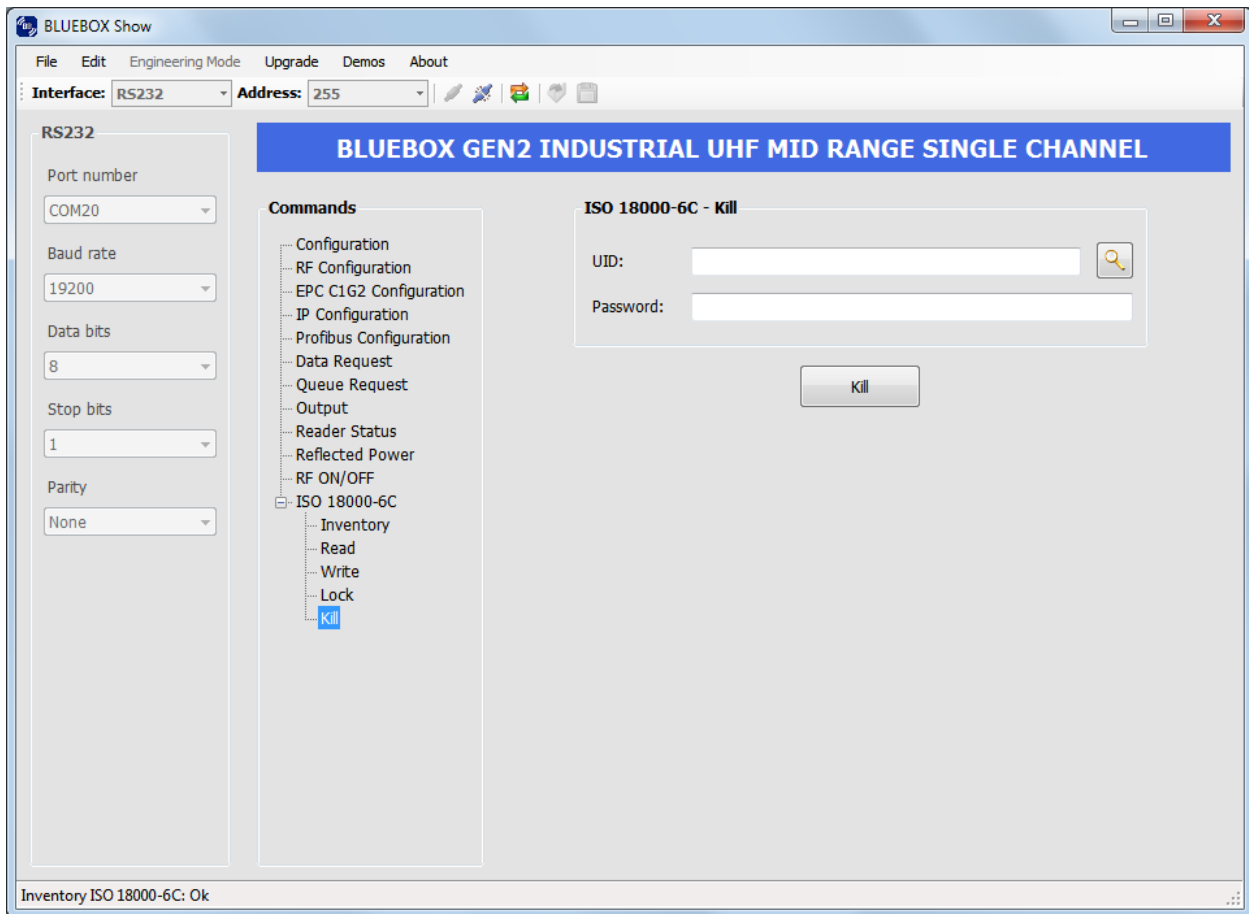 BLUEBOX Show
File Edit Engineering Mode Upgrade Demos About
Interface: RS232 Address: 255
RS232
Port number
COM20
Baud rate
19200
Data bits
8
Stop bits
1
Parity
None
BLUEBOX GEN2 INDUSTRIAL UHF MID RANGE SINGLE CHANNEL
Commands
Configuration
RF Configuration
EPC C1G2 Configuration
IP Configuration
Profibus Configuration
Data Request
Queue Request
Output
Reader Status
Reflected Power
RF ON/OFF
ISO 18000-6C
Inventory
Read
Write
Lock
Kill
ISO 18000-6C - Kill
UID:
Password:
Kill
Inventory ISO 18000-6C: Ok